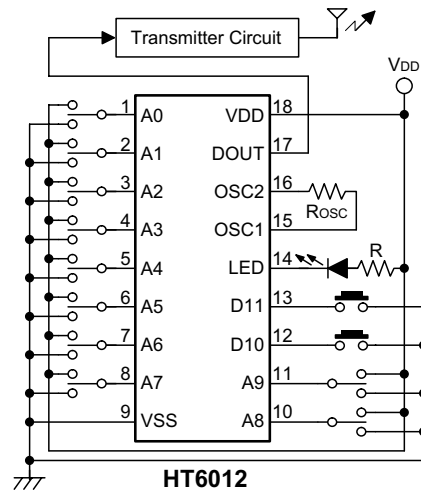 Transmitter Circuit
VDD
1 A0 VDD 18
2 A1 DOUT 17
3 A2 OSC2 16
ROSC
4 A3 OSC1 15
5 A4 LED 14 R
6 A5 D11 13
7 A6 D10 12
8 A7 A9 11
9 VSS A8 10
HT6012